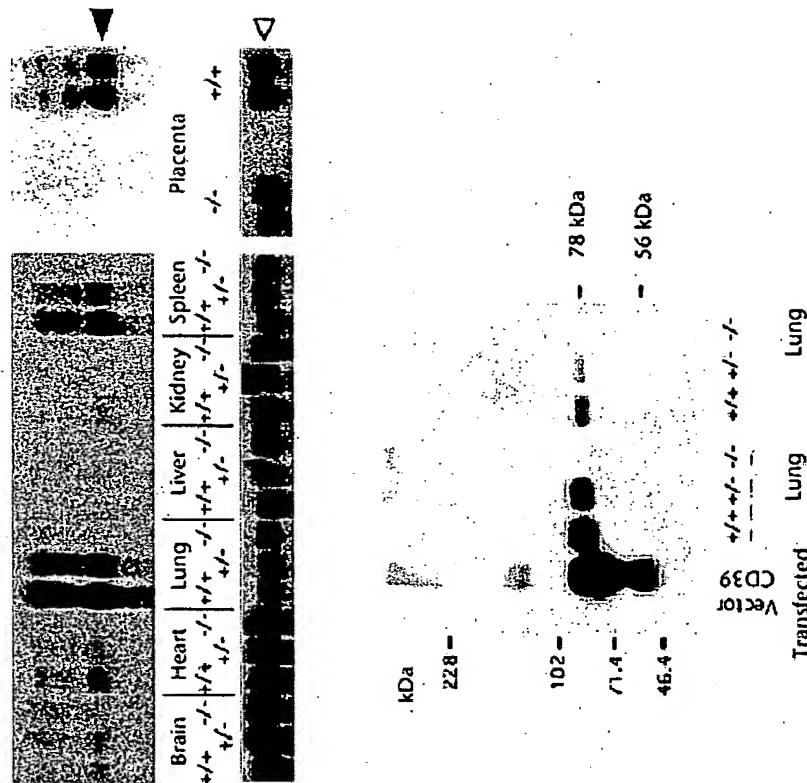 Brain
Heart
Lung
Liver
Kidney
Spleen
Placenta
+/+ +/- -/-
+/+ +/- -/-
+/+ +/- -/-
+/+ +/- -/-
+/+ +/- -/-
+/+ +/- -/-
-/- +/+
kDa
228
102
71.4
46.4
78 kDa
56 kDa
Vector
CD39
+/+ +/- -/-
+/+ +/- -/-
Transfected
Lung
Lung